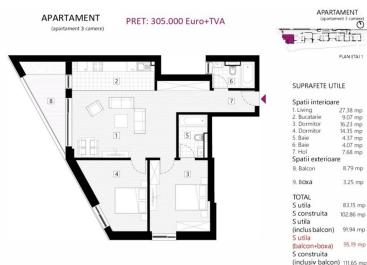 APARTAMENT
(apartament 3 camere)
PRET: 305.000 Euro+TVA
APARTAMENT
(apartament 3 camere)
PLAN ETAJ 1
2
6
7
8
1
5
4
3
SUPRAFETE UTILE
Spatii interioare
1. Living 27.38 mp
2. Bucatarie 9.07 mp
3. Dormitor 16.23 mp
4. Dormitor 14.35 mp
5. Baie 4.37 mp
6. Baie 4.07 mp
7. Hol 7.68 mp
Spatii exterioare
8. Balcon 8.79 mp
9. boxa 3.25 mp
TOTAL
S utila 83.15 mp
S construita 102.86 mp
S utila
(inclus balcon) 91.94 mp
S utila
(balcon+boxa) 95.19 mp
S construita
(inclusiv balcon) 111.65 mp